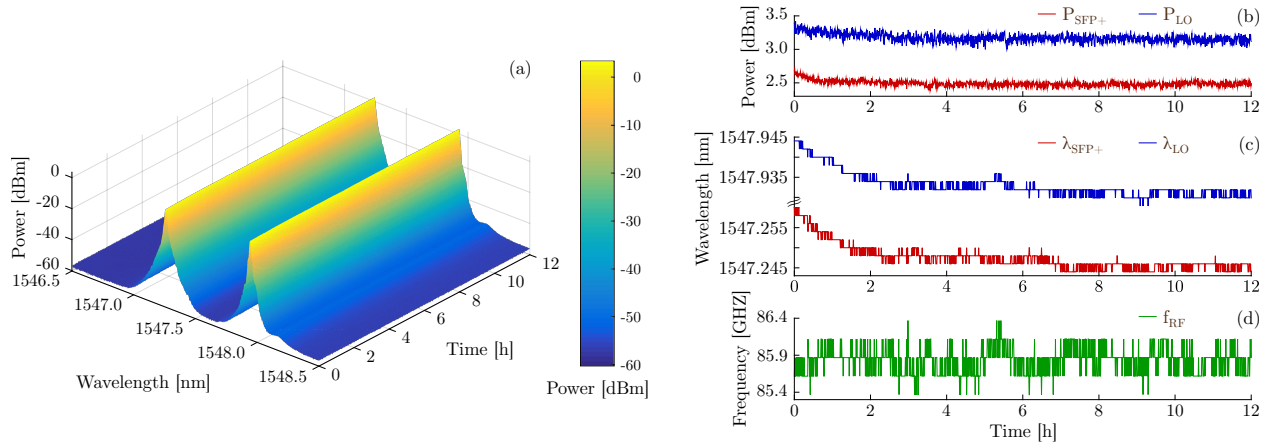 (a)
Power [dBm]
0
-20
-40
-60
1546.5
1547.0
1547.5
1548.0
1548.5
Wavelength [nm]
0
2
4
6
8
10
12
Time [h]
0
-10
-20
-30
-40
-50
-60
Power [dBm]
P_SFP+ P_LO (b)
Power [dBm]
3.5
3.0
2.5
0 2 4 6 8 10 12
λ_SFP+ λ_LO (c)
Wavelength [nm]
1547.945
1547.935
1547.255
1547.245
0 2 4 6 8 10 12
f_RF (d)
Frequency [GHZ]
86.4
85.9
85.4
0 2 4 6 8 10 12
Time [h]